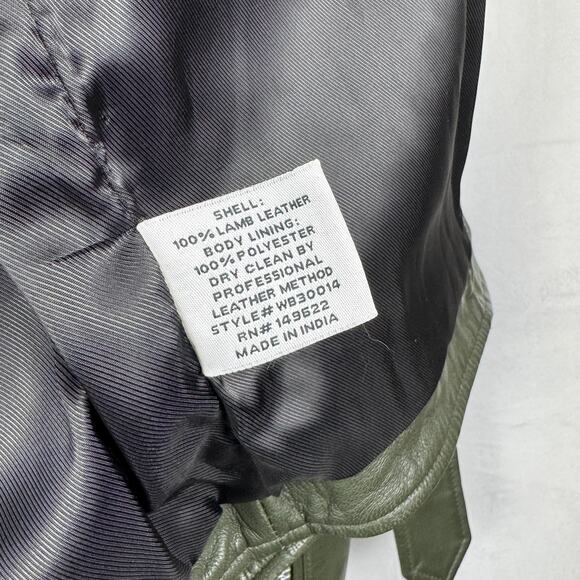 SHELL:
100% LAMB LEATHER
BODY LINING:
100% POLYESTER
DRY CLEAN BY
PROFESSIONAL
LEATHER METHOD
STYLE# WB30014
RN# 149622
MADE IN INDIA